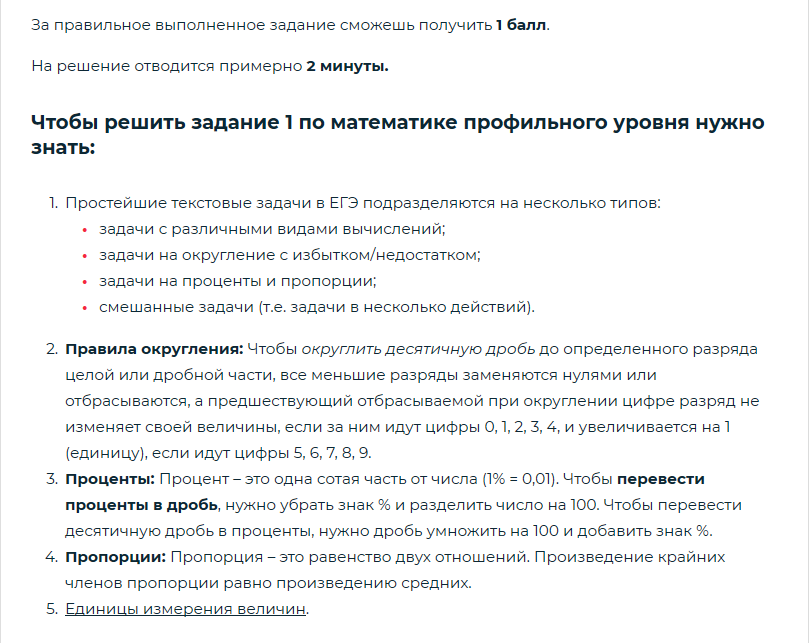 За правильное выполненное задание сможешь получить 1 балл.
На решение отводится примерно 2 минуты.
Чтобы решить задание 1 по математике профильного уровня нужно
знать:
1. Простейшие текстовые задачи в ЕГЭ подразделяются на несколько типов:
• задачи с различными видами вычислений;
• задачи на округление с избытком/недостатком;
• задачи на проценты и пропорции;
• смешанные задачи (т.е. задачи в несколько действий).
2. Правила округления: Чтобы округлить десятичную дробь до определенного разряда
целой или дробной части, все меньшие разряды заменяются нулями или
отбрасываются, а предшествующий отбрасываемой при округлении цифре разряд не
изменяет своей величины, если за ним идут цифры 0, 1, 2, 3, 4, и увеличивается на 1
(единицу), если идут цифры 5, 6, 7, 8, 9.
3. Проценты: Процент – это одна сотая часть от числа (1% = 0,01). Чтобы перевести
проценты в дробь, нужно убрать знак % и разделить число на 100. Чтобы перевести
десятичную дробь в проценты, нужно дробь умножить на 100 и добавить знак %.
4. Пропорции: Пропорция – это равенство двух отношений. Произведение крайних
членов пропорции равно произведению средних.
5. Единицы измерения величин.